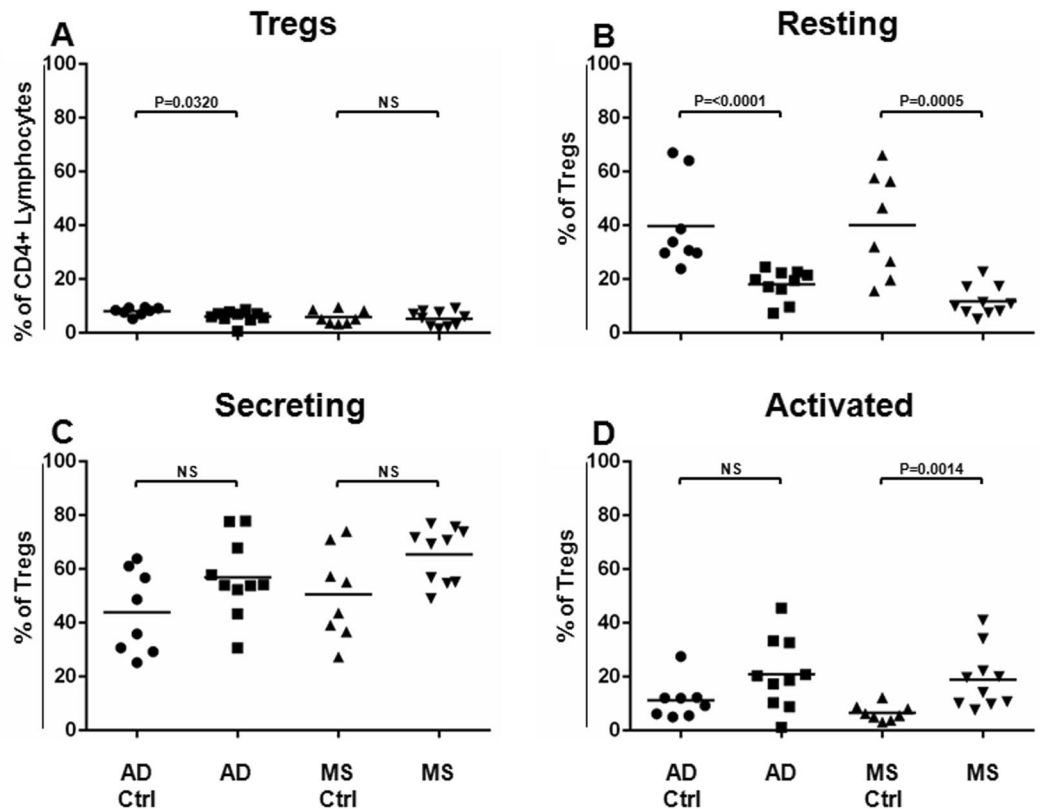 A
Tregs
% of CD4+ Lymphocytes
100
80
60
40
20
0
P=0.0320
NS
B
Resting
% of Tregs
100
80
60
40
20
0
P=<0.0001
P=0.0005
C
Secreting
% of Tregs
100
80
60
40
20
0
NS
NS
AD
Ctrl
AD
MS
Ctrl
MS
D
Activated
% of Tregs
100
80
60
40
20
0
NS
P=0.0014
AD
Ctrl
AD
MS
Ctrl
MS